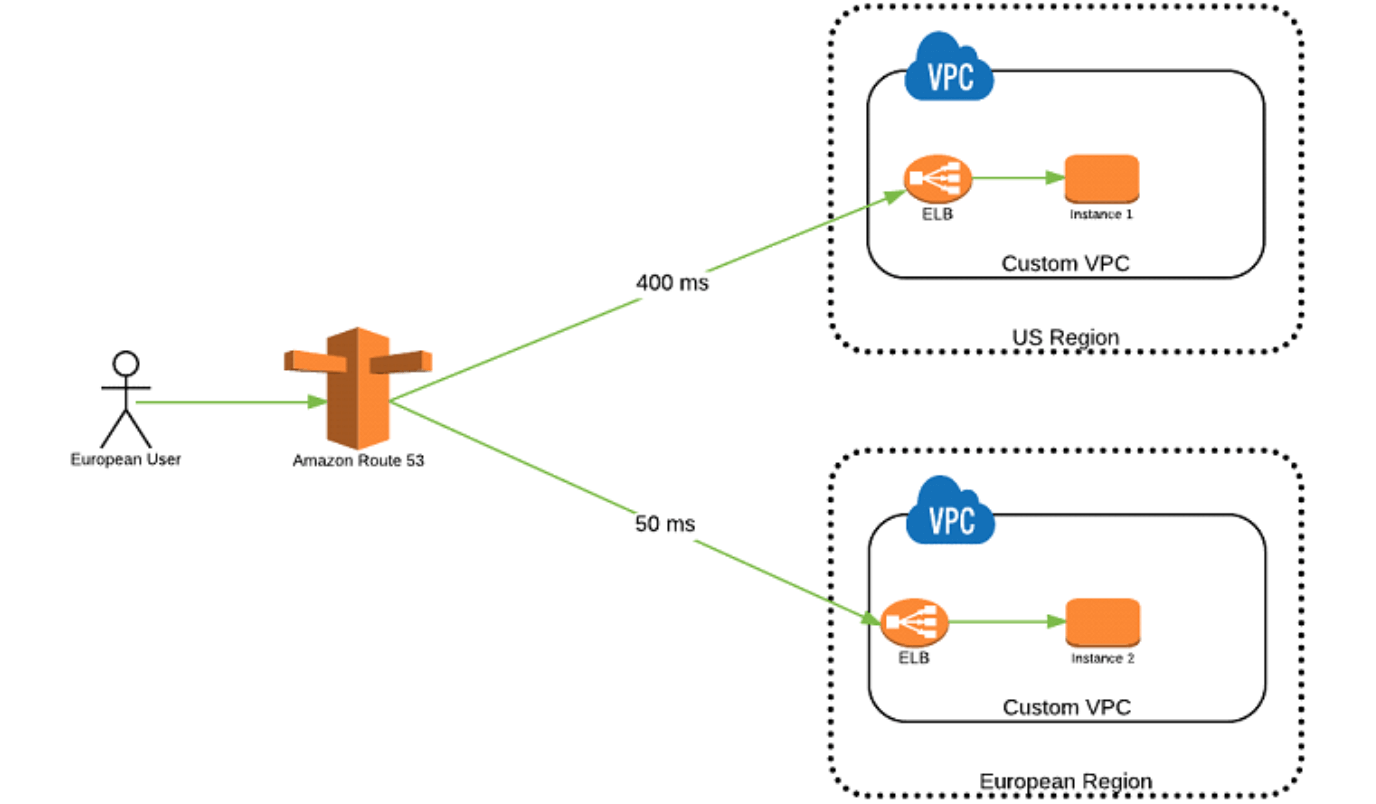 VPC
ELB
Instance 1
Custom VPC
US Region
400 ms
European User
Amazon Route 53
50 ms
VPC
ELB
Instance 2
Custom VPC
European Region